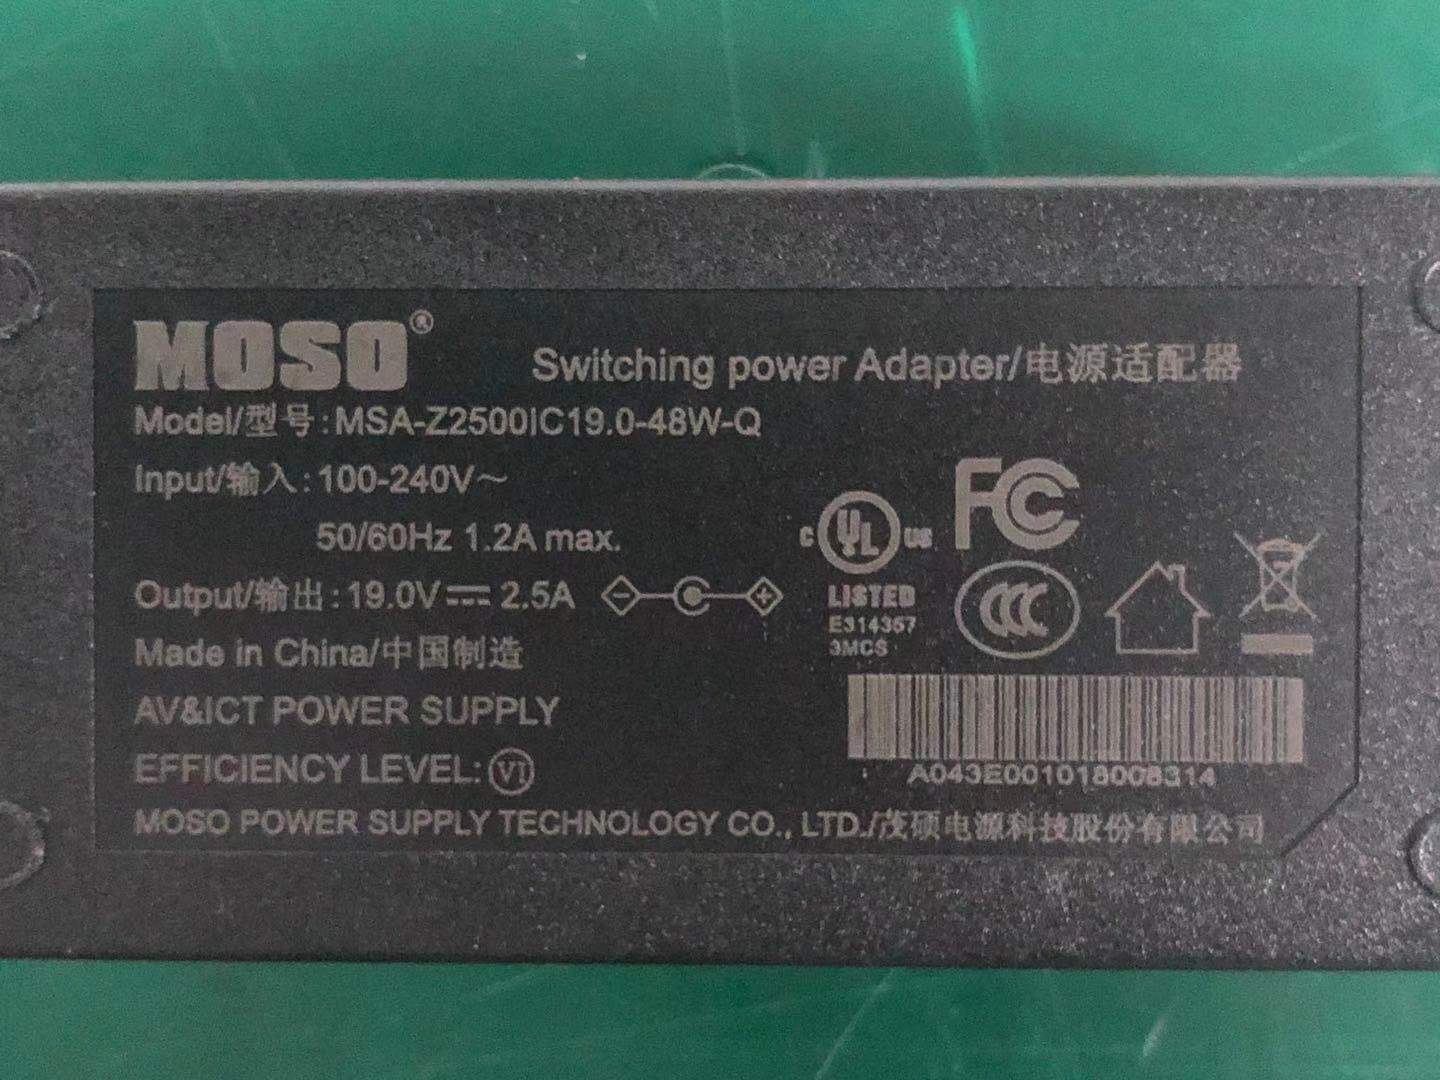 MOSO®
Switching power Adapter/电源适配器
Model/型号:MSA-Z2500IC19.0-48W-Q
Input/输入:100-240V～
50/60Hz 1.2A max.
Output/输出:19.0V⎓2.5A
Made in China/中国制造
AV&ICT POWER SUPPLY
EFFICIENCY LEVEL:Ⓥ VI
MOSO POWER SUPPLY TECHNOLOGY CO., LTD./茂硕电源科技股份有限公司
C UL US
LISTED
E314357
3MCS
FC
CCC
A043E001018008314